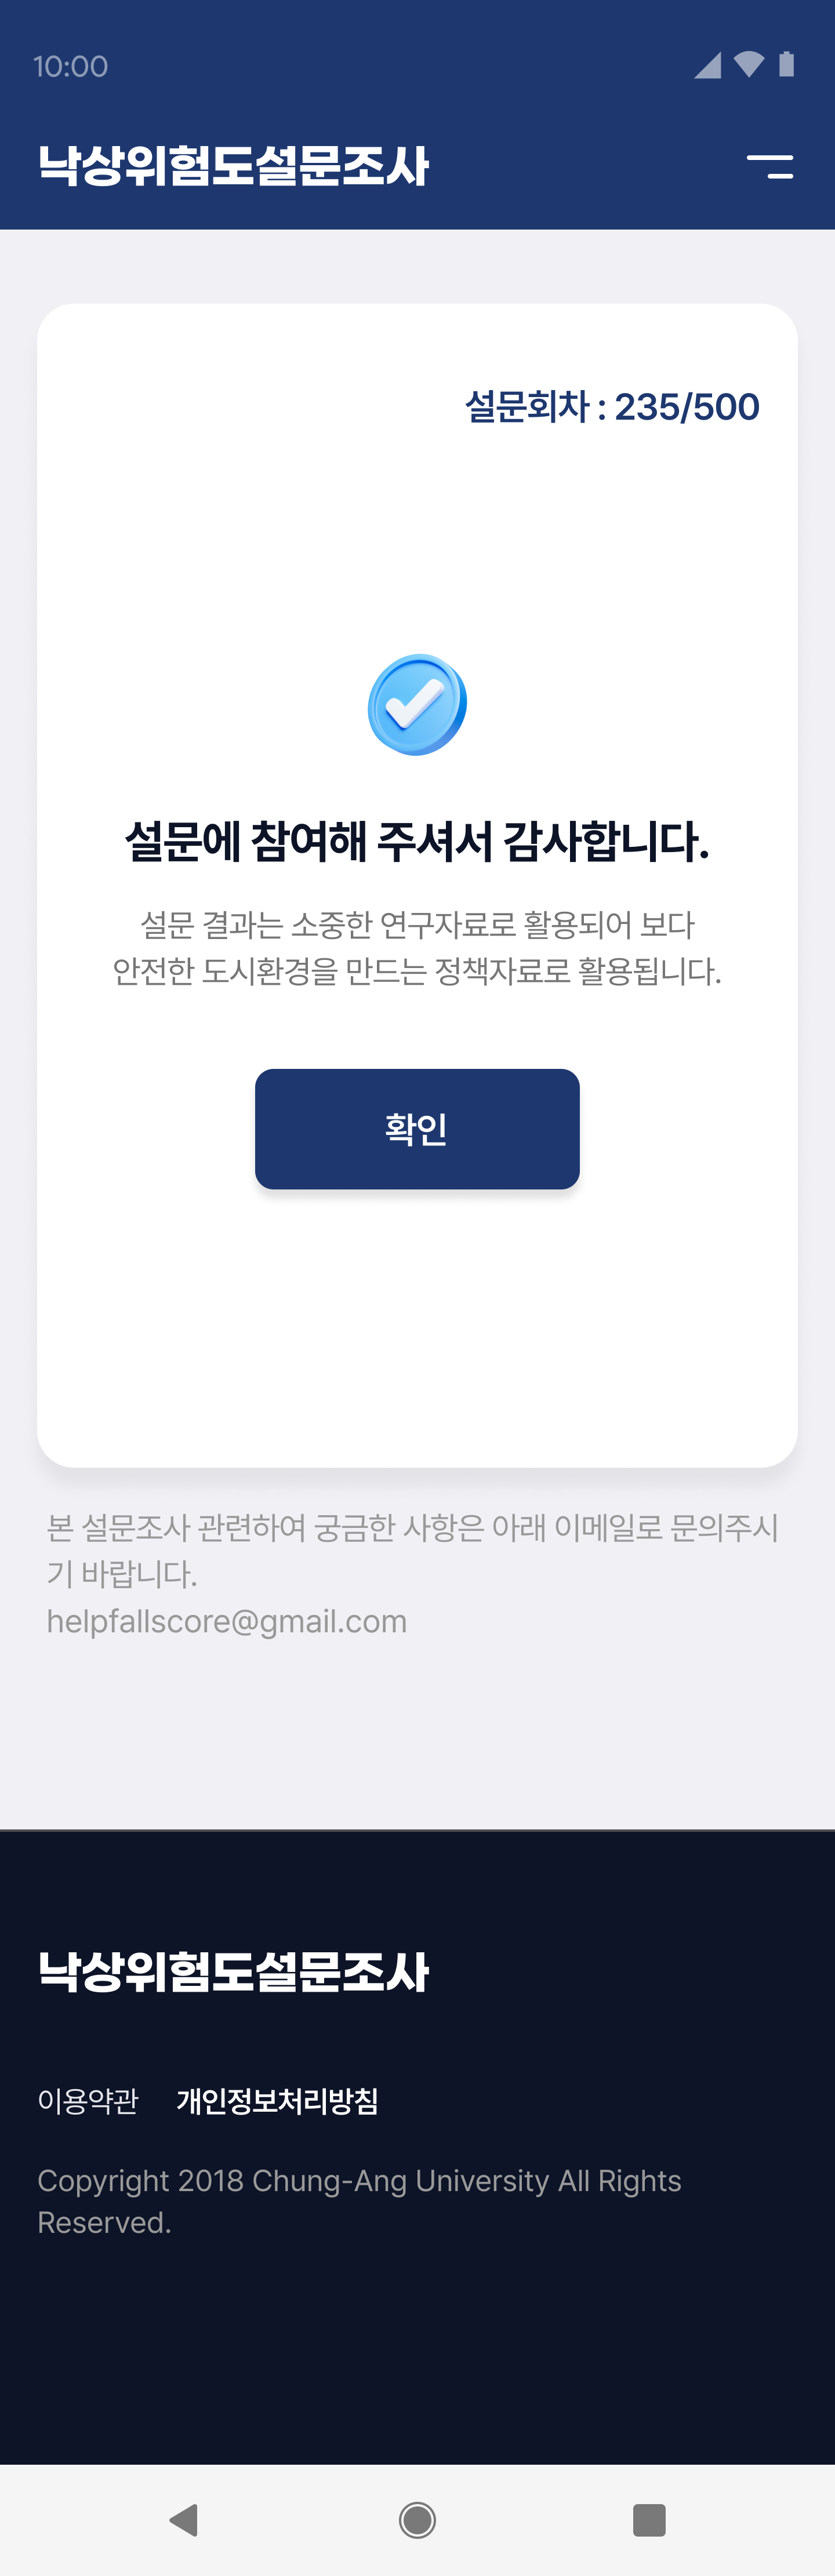 10:00
낙상위험도설문조사
설문회차 : 235/500
설문에 참여해 주셔서 감사합니다.
설문 결과는 소중한 연구자료로 활용되어 보다
안전한 도시환경을 만드는 정책자료로 활용됩니다.
확인
본 설문조사 관련하여 궁금한 사항은 아래 이메일로 문의주시
기 바랍니다.
helpfallscore@gmail.com
낙상위험도설문조사
이용약관 개인정보처리방침
Copyright 2018 Chung-Ang University All Rights
Reserved.